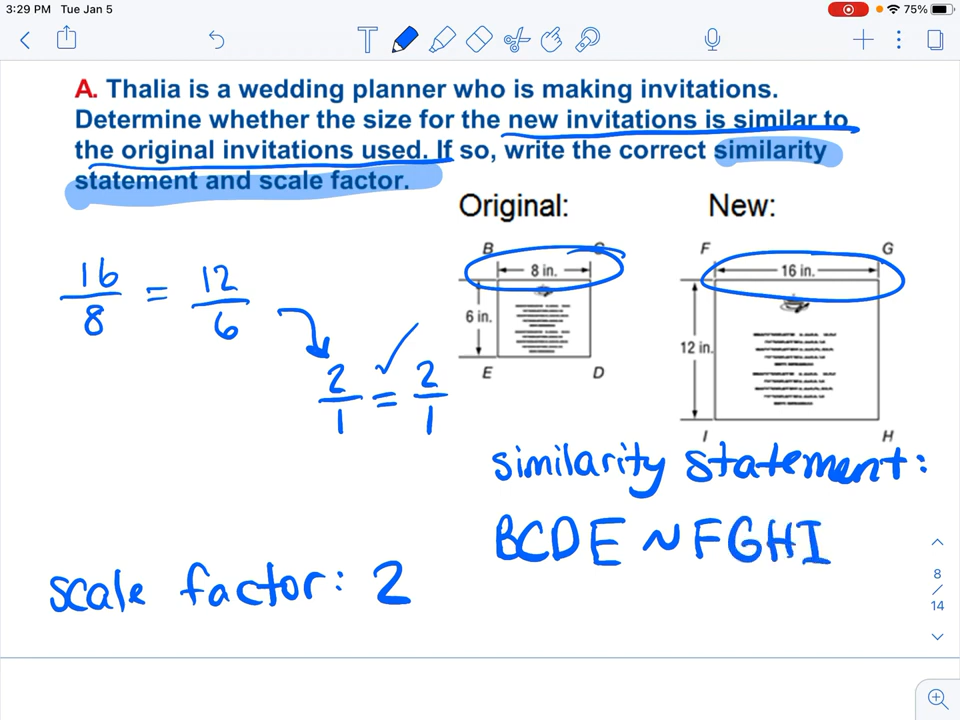 3:29 PM Tue Jan 5
75%
T
A. Thalia is a wedding planner who is making invitations.
Determine whether the size for the new invitations is similar to
the original invitations used. If so, write the correct similarity
statement and scale factor.
Original: New:
B C F G
8 in. 16 in.
6 in. 12 in.
E D I H
16/8 = 12/6
2/1 = 2/1
similarity statement:
BCDE ~ FGHI
scale factor: 2
8
/
14